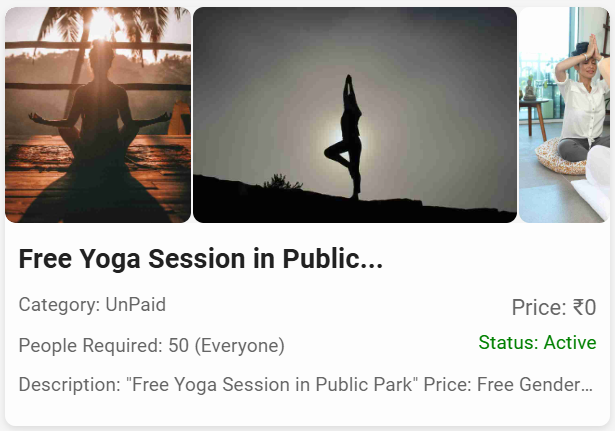 Free Yoga Session in Public...
Category: UnPaid
Price: ₹0
People Required: 50 (Everyone)
Status: Active
Description: "Free Yoga Session in Public Park" Price: Free Gender...